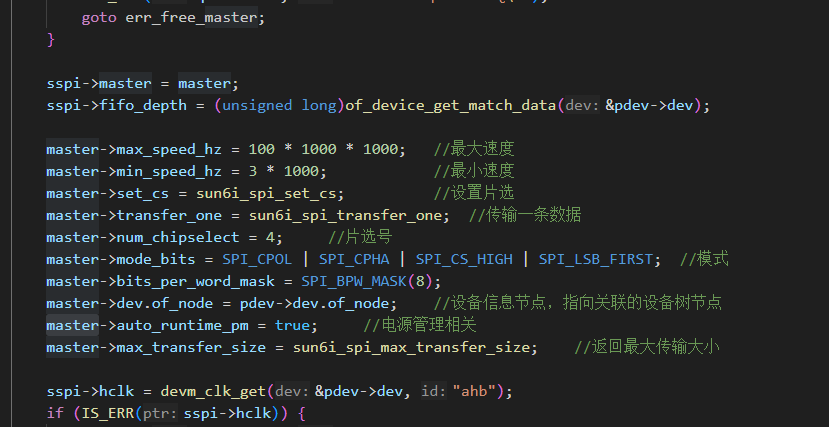 goto err_free_master;
}
sspi->master = master;
sspi->fifo_depth = (unsigned long)of_device_get_match_data(dev: &pdev->dev);
master->max_speed_hz = 100 * 1000 * 1000; //最大速度
master->min_speed_hz = 3 * 1000; //最小速度
master->set_cs = sun6i_spi_set_cs; //设置片选
master->transfer_one = sun6i_spi_transfer_one; //传输一条数据
master->num_chipselect = 4; //片选号
master->mode_bits = SPI_CPOL | SPI_CPHA | SPI_CS_HIGH | SPI_LSB_FIRST; //模式
master->bits_per_word_mask = SPI_BPW_MASK(8);
master->dev.of_node = pdev->dev.of_node; //设备信息节点，指向关联的设备树节点
master->auto_runtime_pm = true; //电源管理相关
master->max_transfer_size = sun6i_spi_max_transfer_size; //返回最大传输大小
sspi->hclk = devm_clk_get(dev: &pdev->dev, id: "ahb");
if (IS_ERR(ptr: sspi->hclk)) {